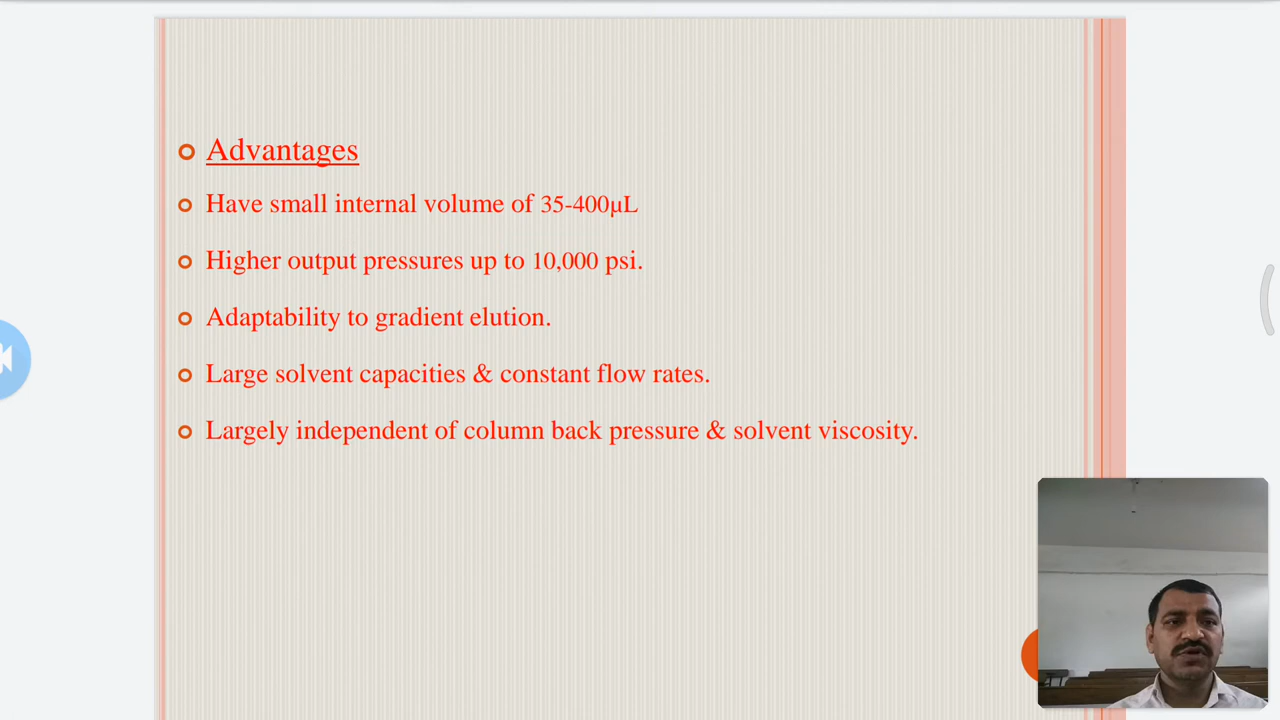 Advantages
Have small internal volume of 35-400μL
Higher output pressures up to 10,000 psi.
Adaptability to gradient elution.
Large solvent capacities & constant flow rates.
Largely independent of column back pressure & solvent viscosity.